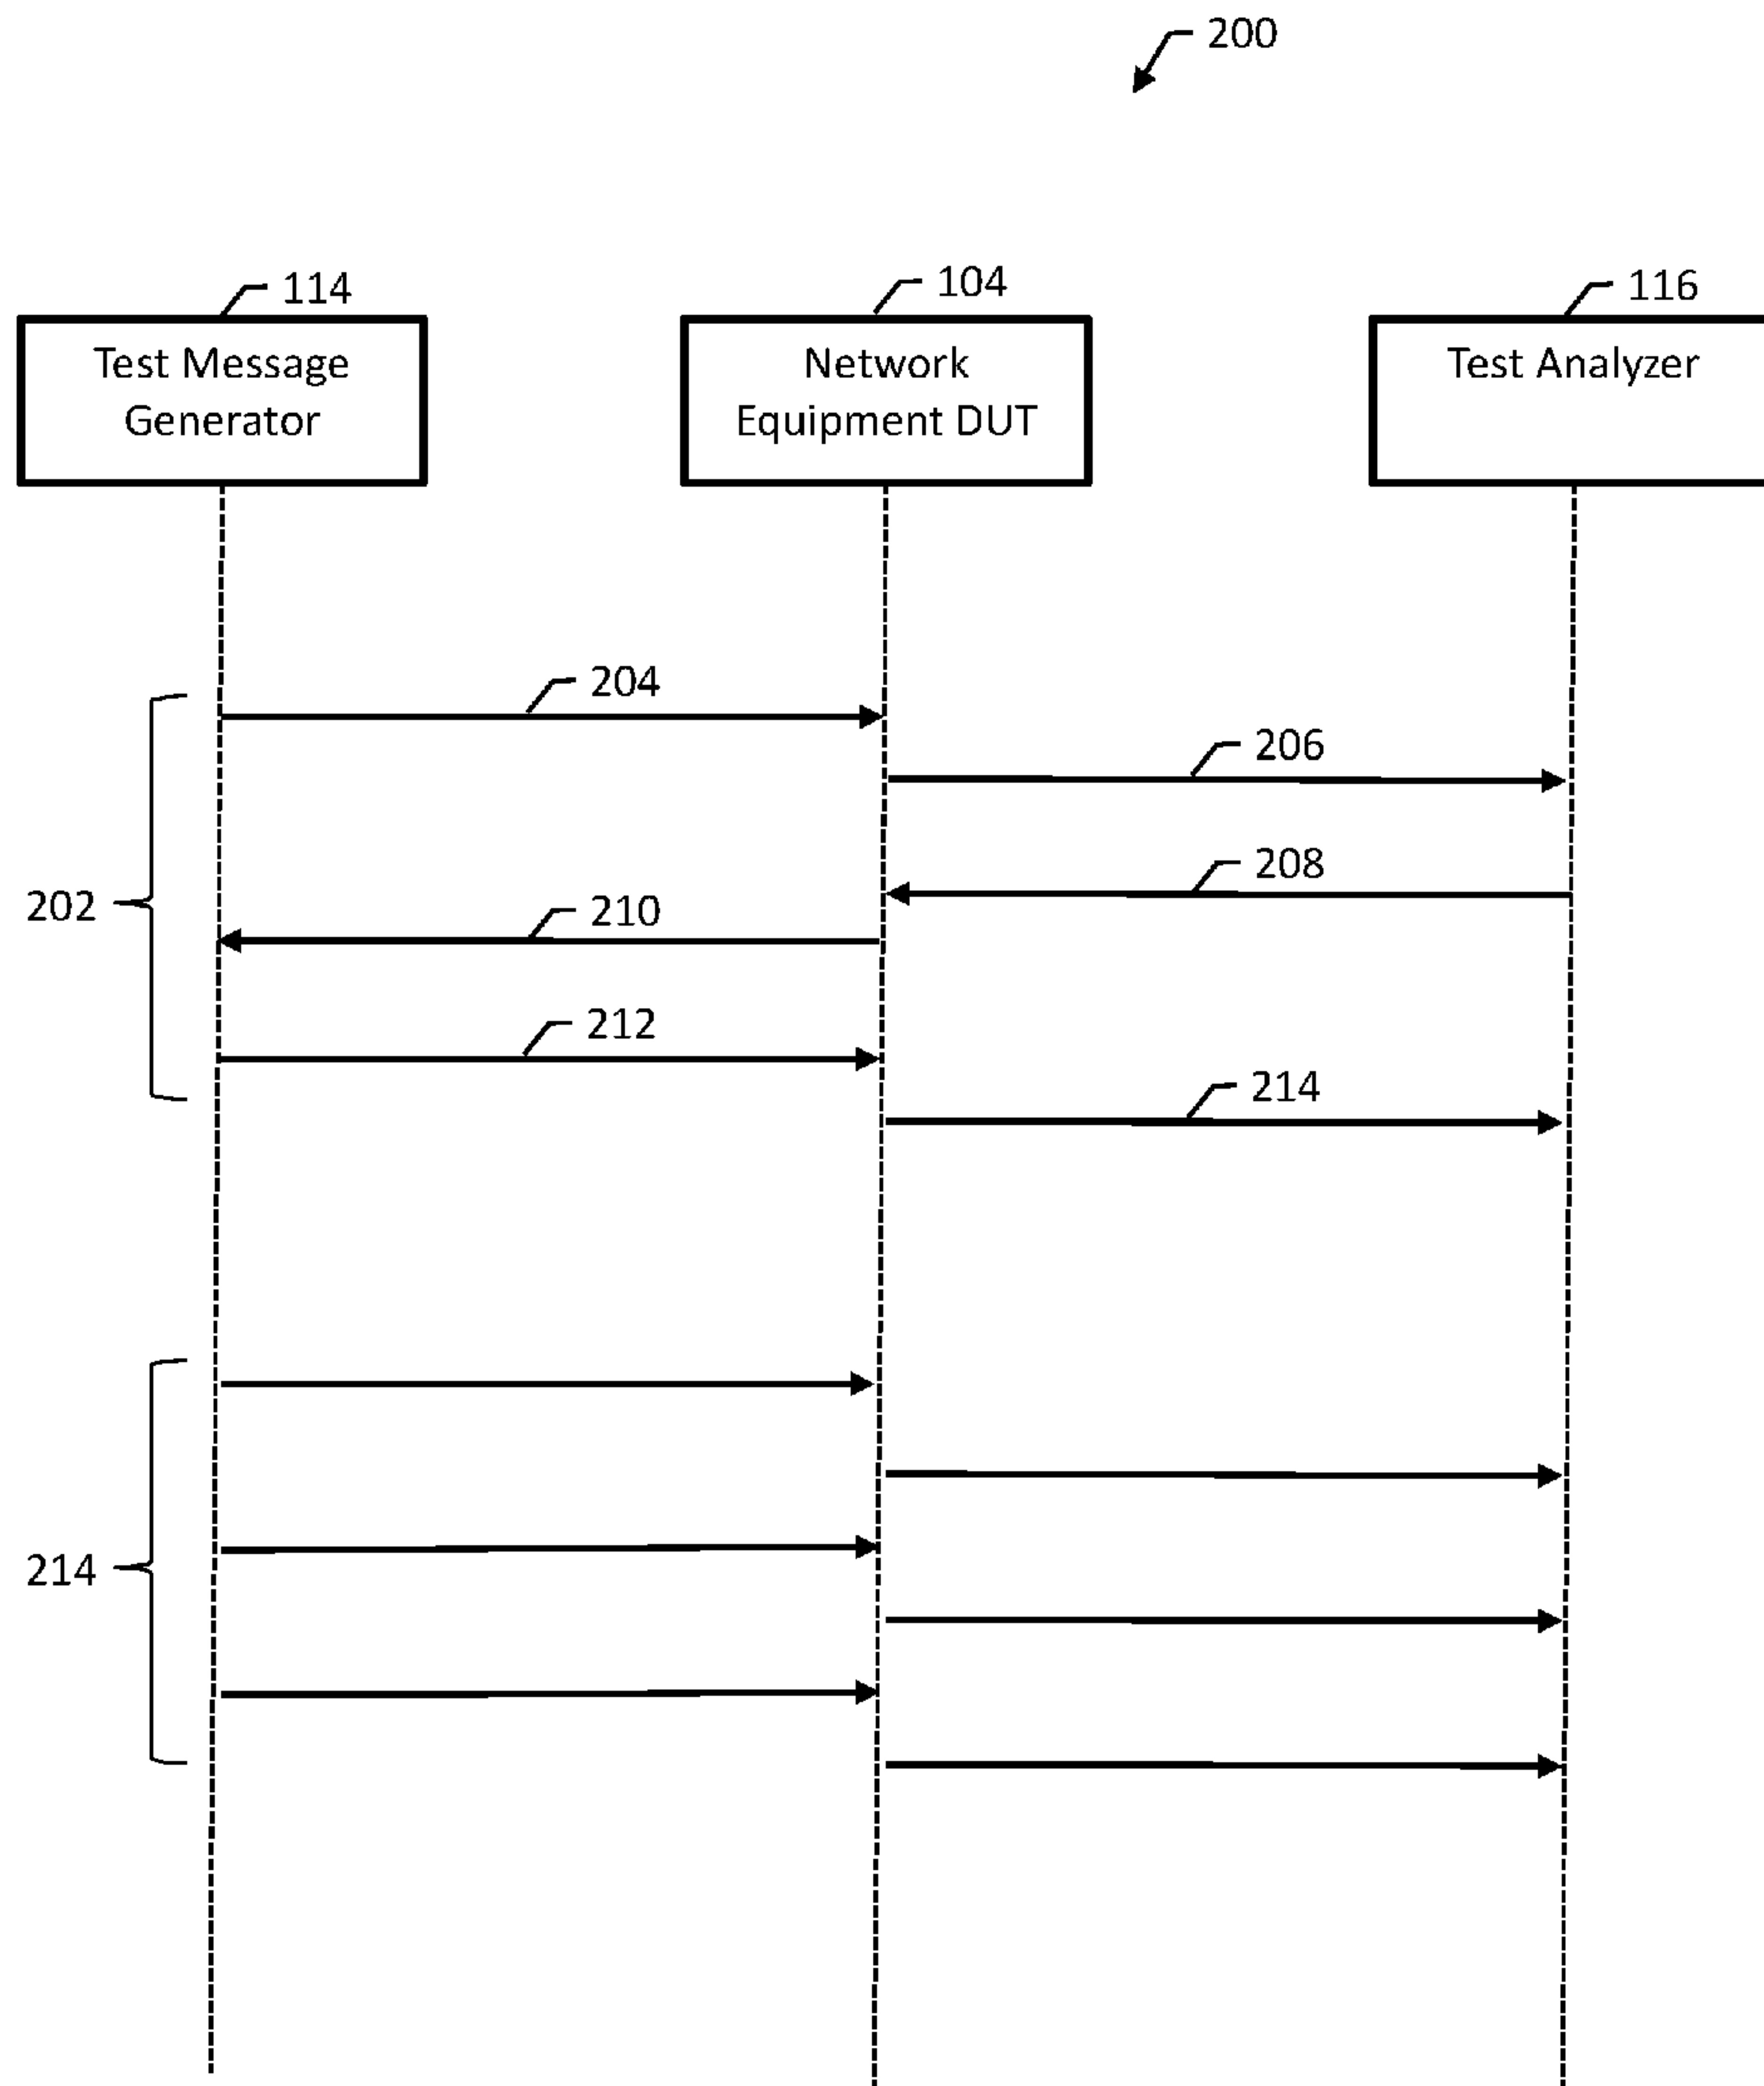 200
114
104
116
Test Message
Generator
Network
Equipment DUT
Test Analyzer
204
206
208
202
210
212
214
214